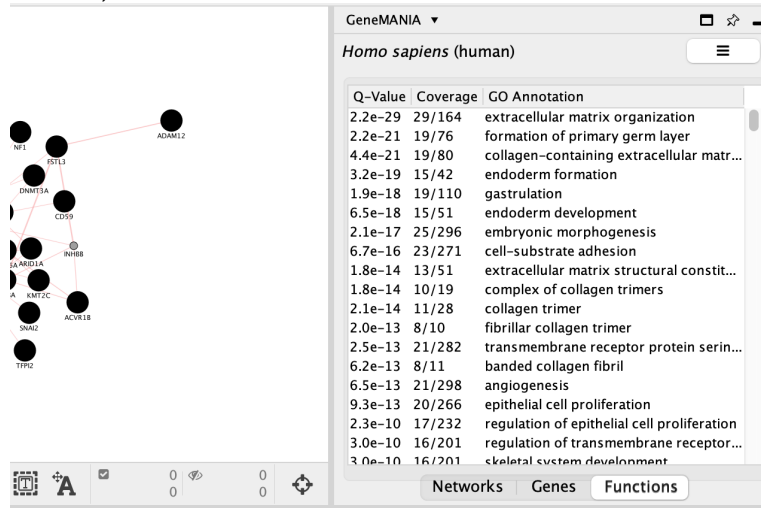 GeneMANIA ▼
Homo sapiens (human)
Q-Value Coverage GO Annotation
2.2e-29 29/164 extracellular matrix organization
2.2e-21 19/76 formation of primary germ layer
4.4e-21 19/80 collagen-containing extracellular matr...
3.2e-19 15/42 endoderm formation
1.9e-18 19/110 gastrulation
6.5e-18 15/51 endoderm development
2.1e-17 25/296 embryonic morphogenesis
6.7e-16 23/271 cell-substrate adhesion
1.8e-14 13/51 extracellular matrix structural constit...
1.8e-14 10/19 complex of collagen trimers
2.1e-14 11/28 collagen trimer
2.0e-13 8/10 fibrillar collagen trimer
2.5e-13 21/282 transmembrane receptor protein serin...
6.2e-13 8/11 banded collagen fibril
6.5e-13 21/298 angiogenesis
9.3e-13 20/266 epithelial cell proliferation
2.3e-10 17/232 regulation of epithelial cell proliferation
3.0e-10 16/201 regulation of transmembrane receptor...
3.0e-10 16/201 skeletal system development
Networks Genes Functions
ADAM12
NF1
FSTL3
DNMT3A
CD59
INHBB
ARID1A
KMT2C
ACVR1B
SNAI2
TFPI2
T A 0 0
0 0